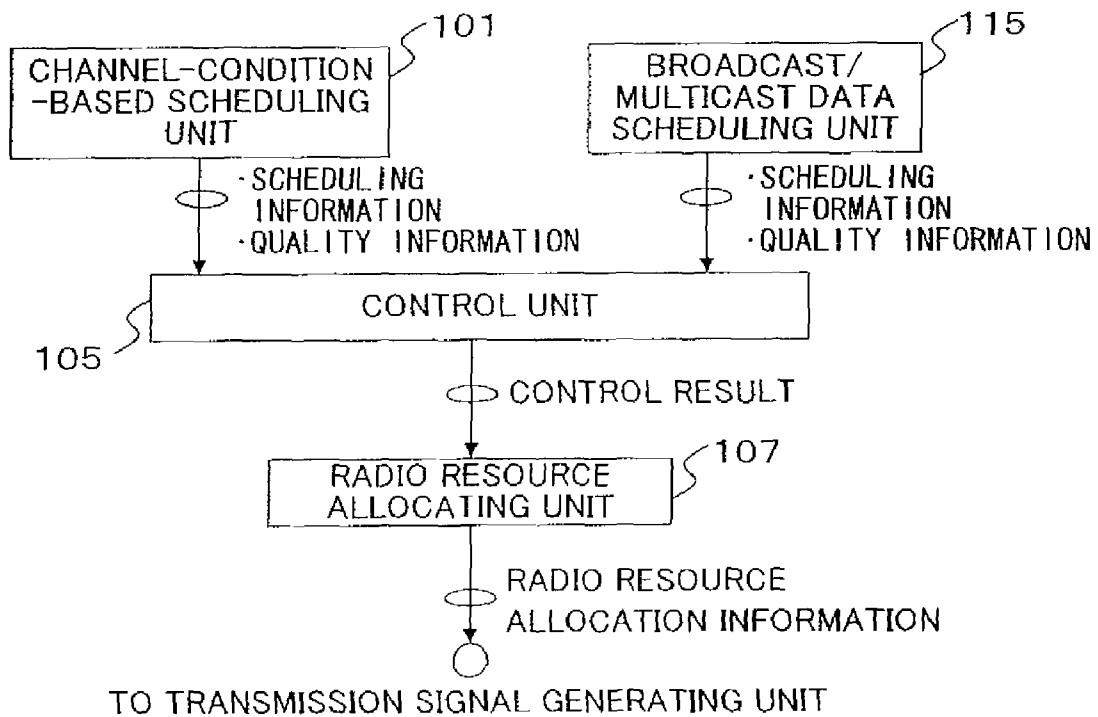 101
CHANNEL-CONDITION
-BASED SCHEDULING
UNIT
115
BROADCAST/
MULTICAST DATA
SCHEDULING UNIT
·SCHEDULING
INFORMATION
·QUALITY INFORMATION
·SCHEDULING
INFORMATION
·QUALITY INFORMATION
CONTROL UNIT
105
CONTROL RESULT
107
RADIO RESOURCE
ALLOCATING UNIT
RADIO RESOURCE
ALLOCATION INFORMATION
TO TRANSMISSION SIGNAL GENERATING UNIT